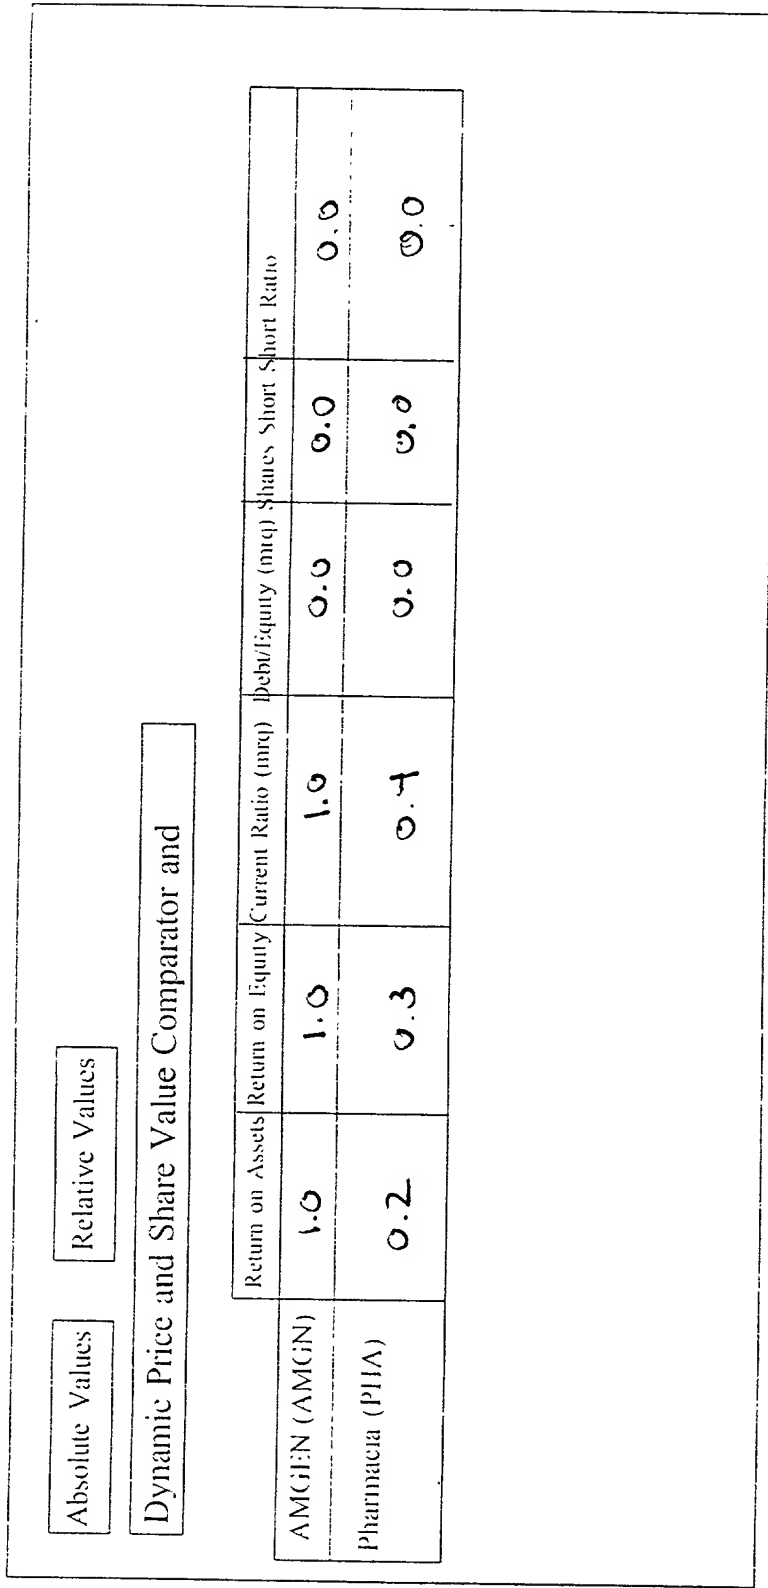 Absolute Values Relative Values
Dynamic Price and Share Value Comparator and
Return on Assets Return on Equity Current Ratio (mrq) Debt/Equity (mrq) Shares Short Short Ratio
AMGEN (AMGN) 1.0 1.0 1.0 0.0 0.0 0.0
Pharmacia (PHA) 0.2 0.3 0.4 0.0 0.0 0.0